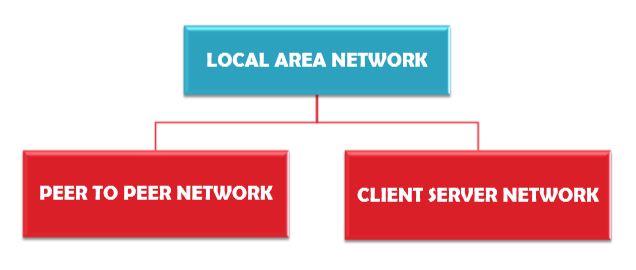 LOCAL AREA NETWORK
PEER TO PEER NETWORK
CLIENT SERVER NETWORK